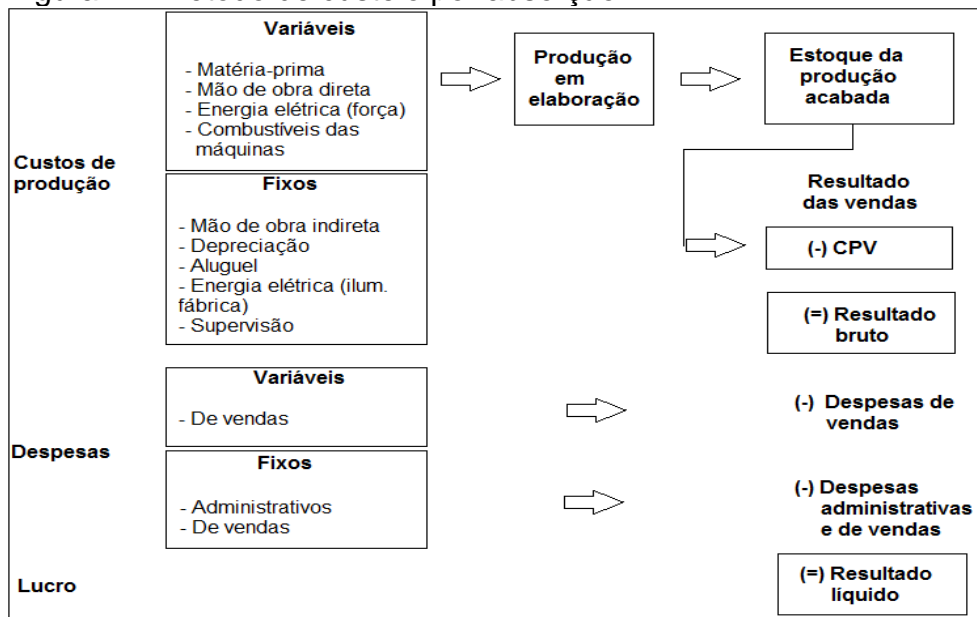 Variáveis
- Matéria-prima
- Mão de obra direta
- Energia elétrica (força)
- Combustíveis das
máquinas
Produção
em
elaboração
Estoque da
produção
acabada
Custos de
produção
Fixos
- Mão de obra indireta
- Depreciação
- Aluguel
- Energia elétrica (ilum.
fábrica)
- Supervisão
Resultado
das vendas
(-) CPV
(=) Resultado
bruto
Despesas
Variáveis
- De vendas
(-) Despesas de
vendas
Fixos
- Administrativos
- De vendas
(-) Despesas
administrativas
e de vendas
Lucro
(=) Resultado
líquido